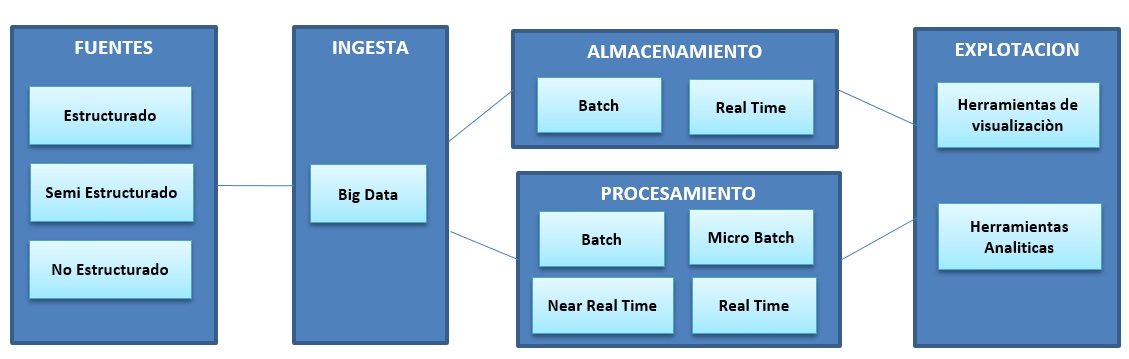 FUENTES
Estructurado
Semi Estructurado
No Estructurado
INGESTA
Big Data
ALMACENAMIENTO
Batch
Real Time
PROCESAMIENTO
Batch
Micro Batch
Near Real Time
Real Time
EXPLOTACION
Herramientas de
visualizaciòn
Herramientas
Analiticas